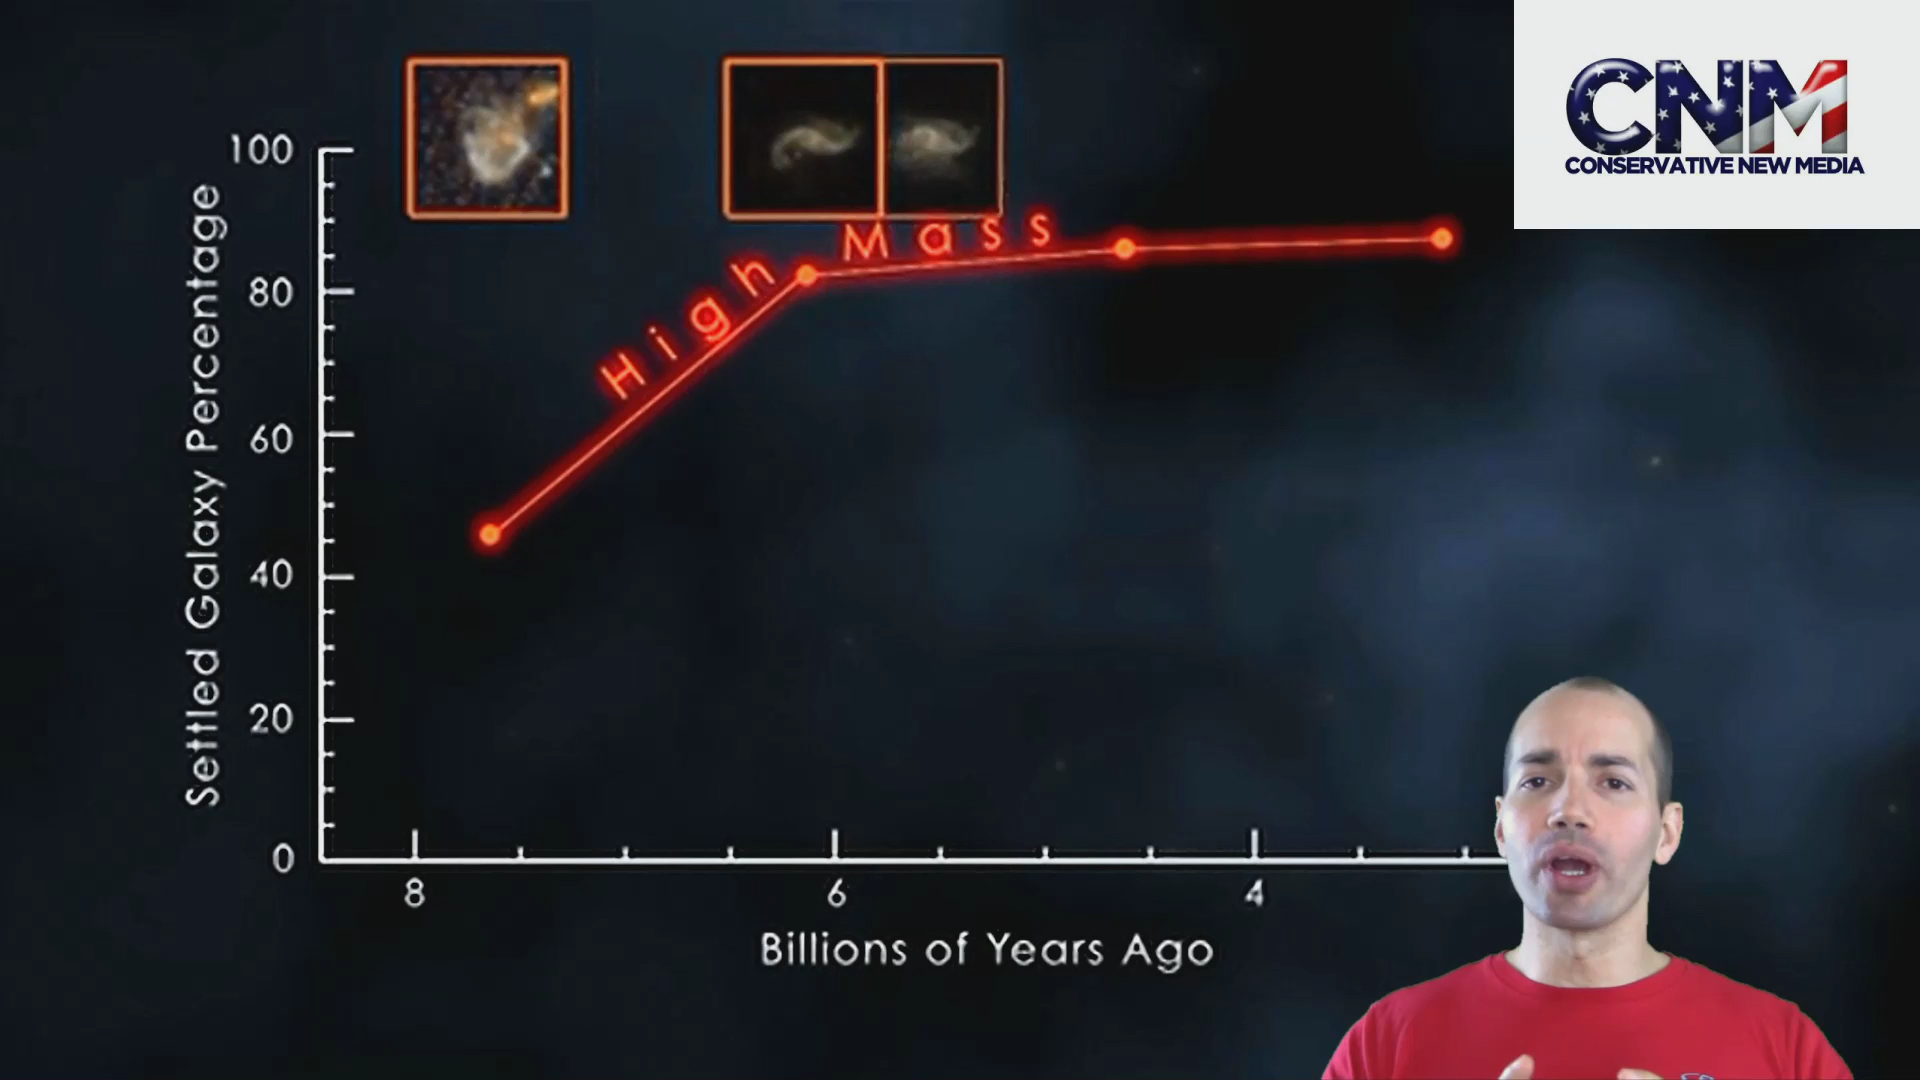 CNM
CONSERVATIVE NEW MEDIA
100
80
60
40
20
0
Settled Galaxy Percentage
High Mass
8
6
4
Billions of Years Ago